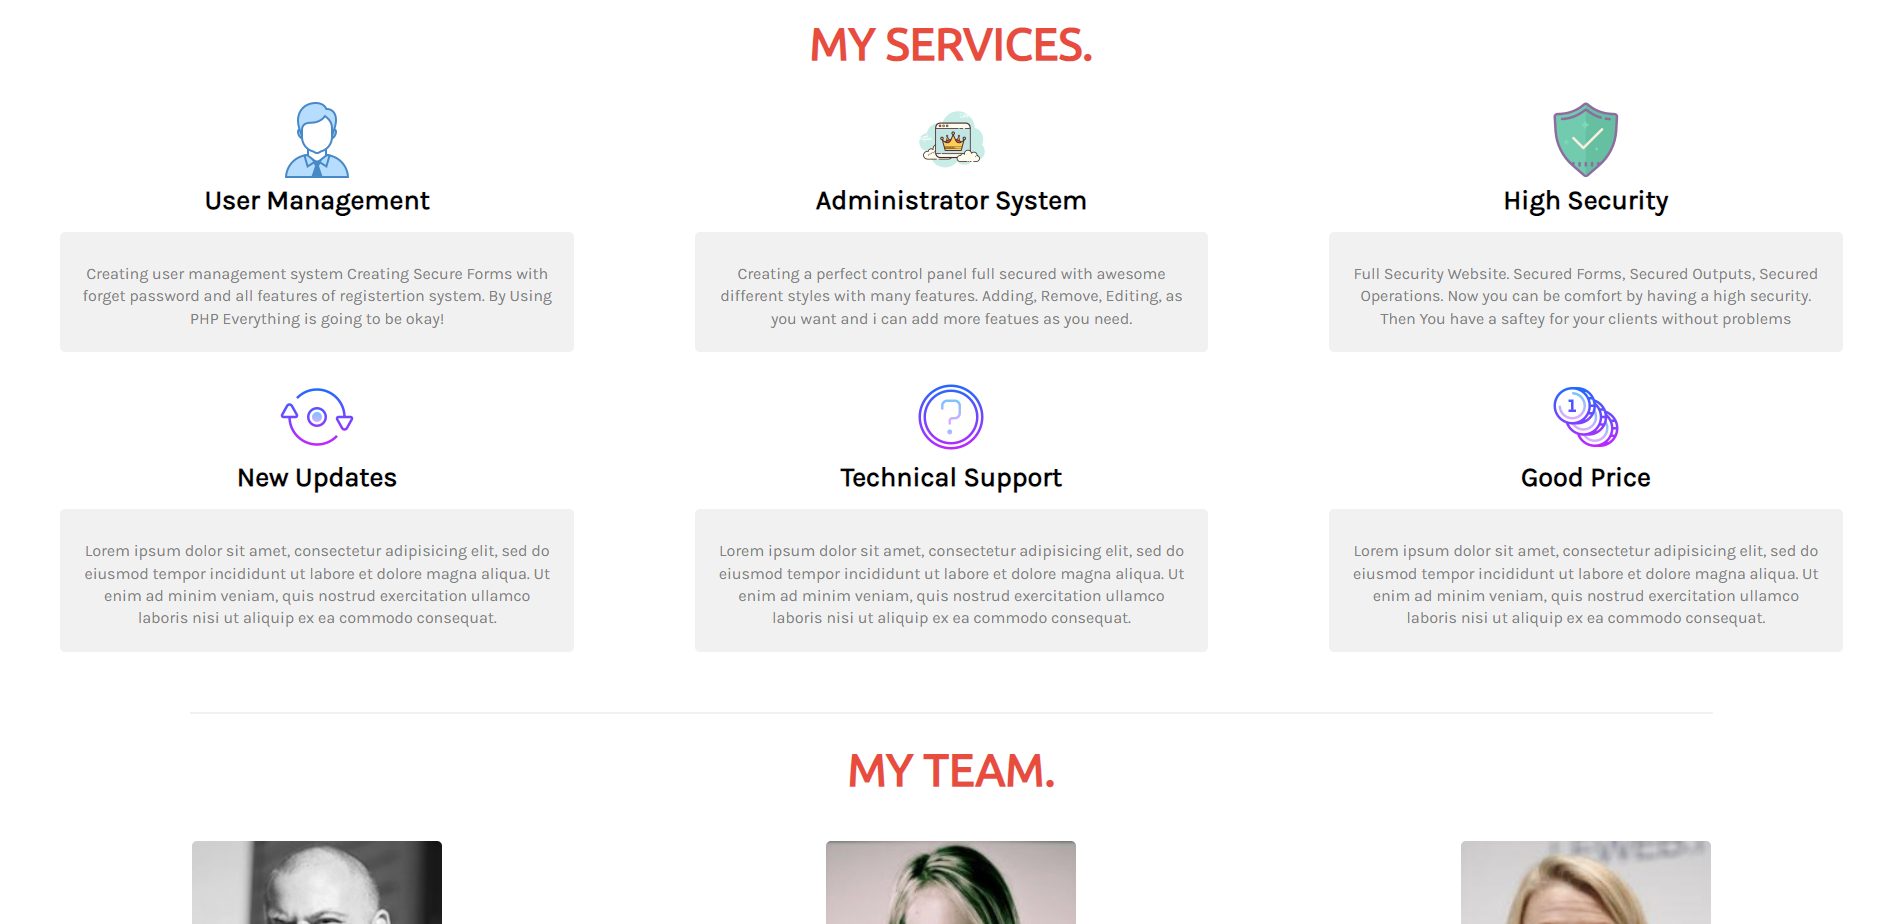 MY SERVICES.
User Management
Administrator System
High Security
Creating user management system Creating Secure Forms with
forget password and all features of registertion system. By Using
PHP Everything is going to be okay!
Creating a perfect control panel full secured with awesome
different styles with many features. Adding, Remove, Editing, as
you want and i can add more featues as you need.
Full Security Website. Secured Forms, Secured Outputs, Secured
Operations. Now you can be comfort by having a high security.
Then You have a saftey for your clients without problems
1
New Updates
Technical Support
Good Price
Lorem ipsum dolor sit amet, consectetur adipisicing elit, sed do
eiusmod tempor incididunt ut labore et dolore magna aliqua. Ut
enim ad minim veniam, quis nostrud exercitation ullamco
laboris nisi ut aliquip ex ea commodo consequat.
Lorem ipsum dolor sit amet, consectetur adipisicing elit, sed do
eiusmod tempor incididunt ut labore et dolore magna aliqua. Ut
enim ad minim veniam, quis nostrud exercitation ullamco
laboris nisi ut aliquip ex ea commodo consequat.
Lorem ipsum dolor sit amet, consectetur adipisicing elit, sed do
eiusmod tempor incididunt ut labore et dolore magna aliqua. Ut
enim ad minim veniam, quis nostrud exercitation ullamco
laboris nisi ut aliquip ex ea commodo consequat.
MY TEAM.